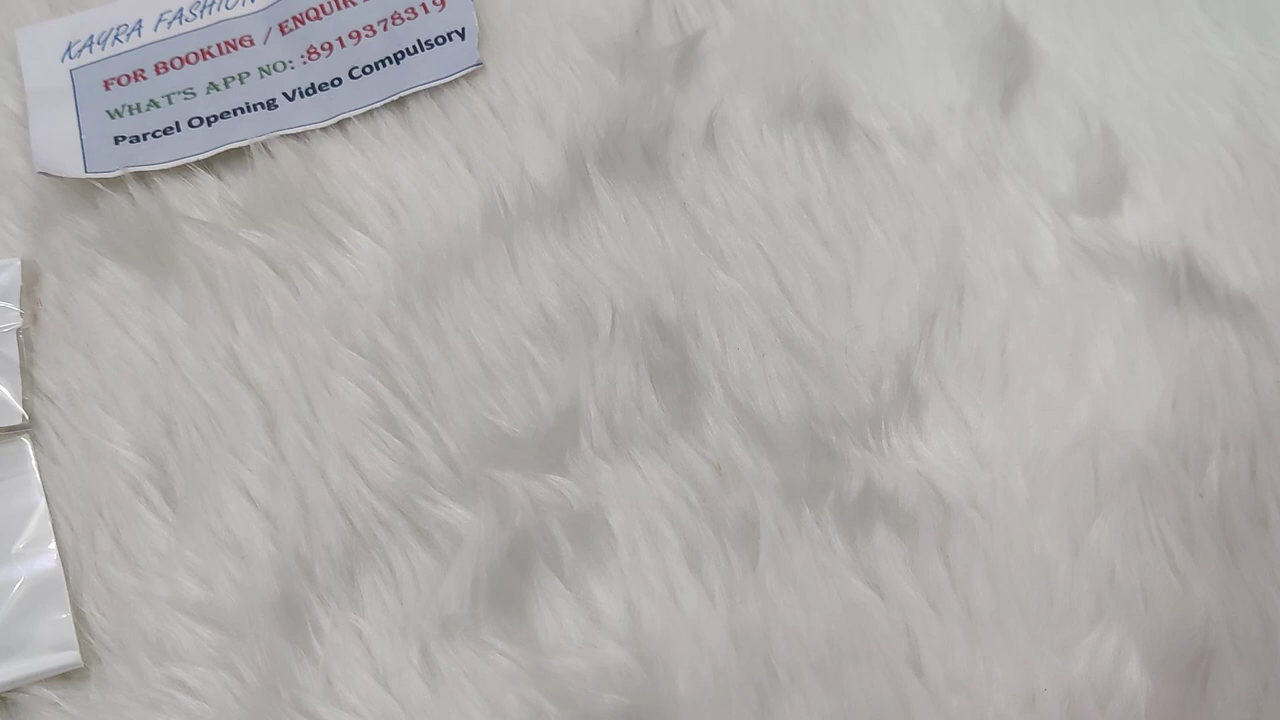 KAYRA FASHION
FOR BOOKING / ENQUIR
WHAT'S APP NO: :8919378319
Parcel Opening Video Compulsory